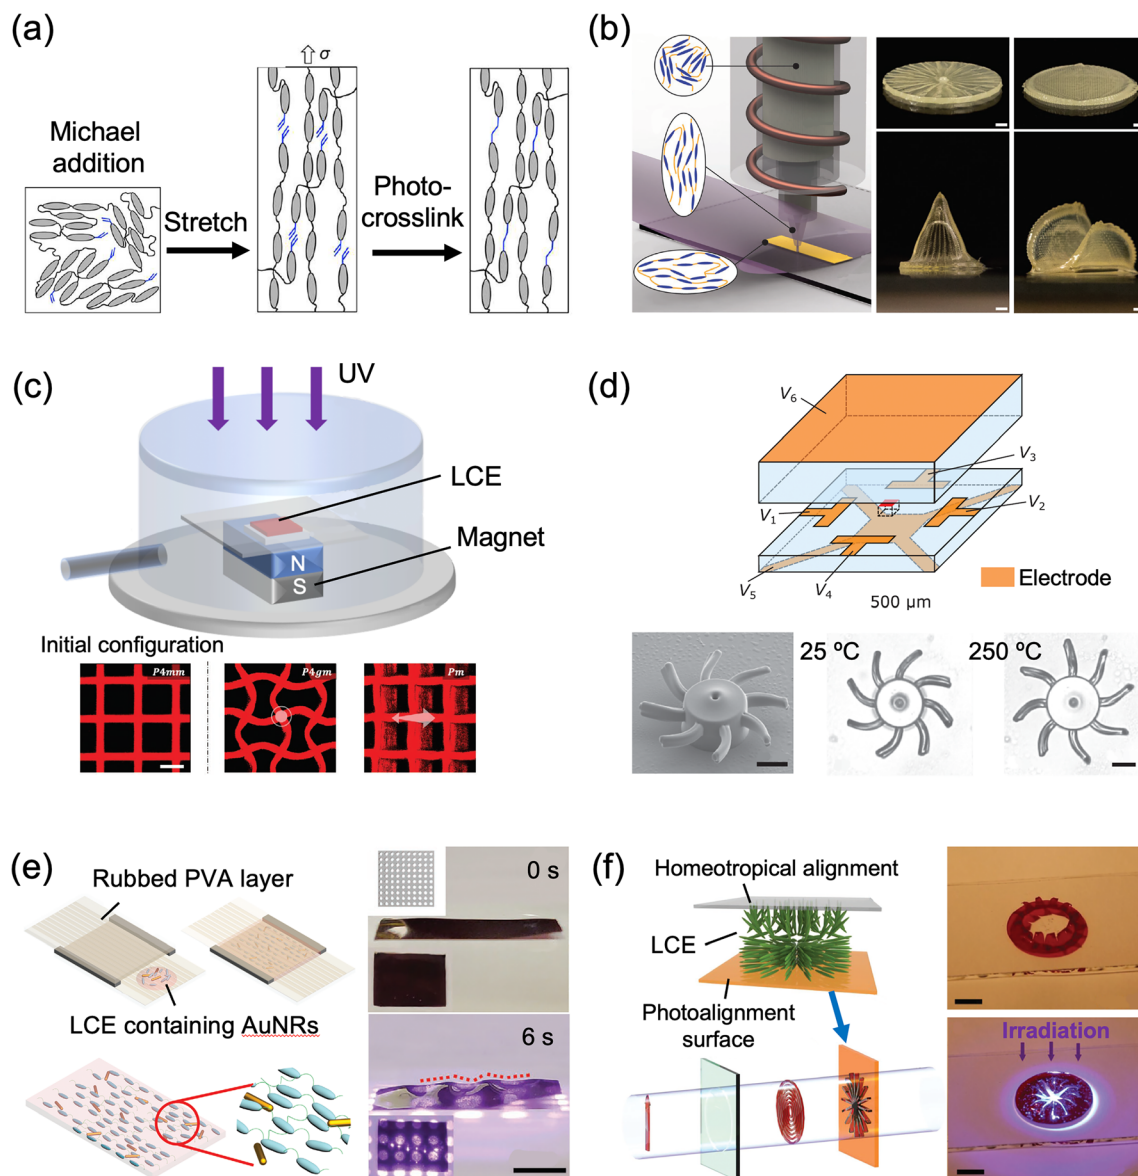 (a)
σ
Michael
addition
Stretch
Photo-
crosslink
(b)
(c)
UV
LCE
Magnet
N
S
Initial configuration
P4mm
P4gm
Pm
(d)
V6
V3
V1
V2
V5
V4
Electrode
500 μm
25 ºC
250 ºC
(e)
Rubbed PVA layer
LCE containing AuNRs
0 s
6 s
(f)
Homeotropical alignment
LCE
Photoalignment
surface
Irradiation